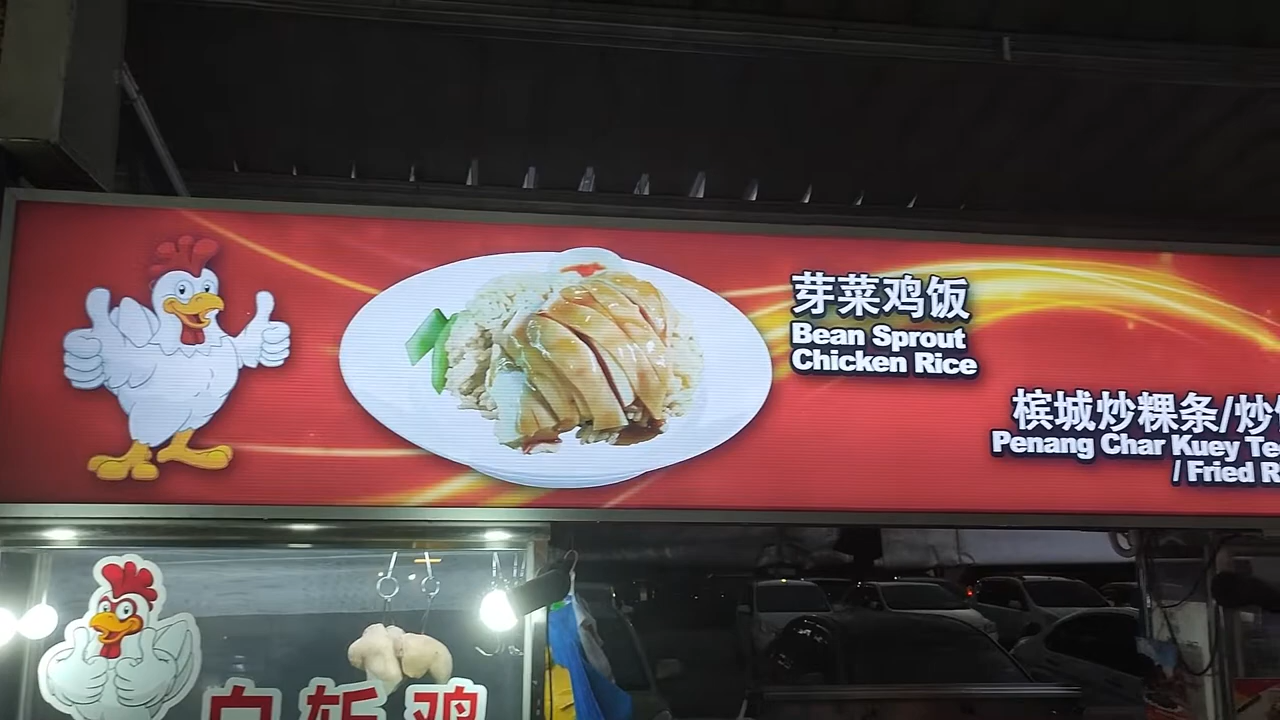 芽菜鸡饭
Bean Sprout
Chicken Rice
槟城炒粿条/炒
Penang Char Kuey
/ Fried
白斩鸡